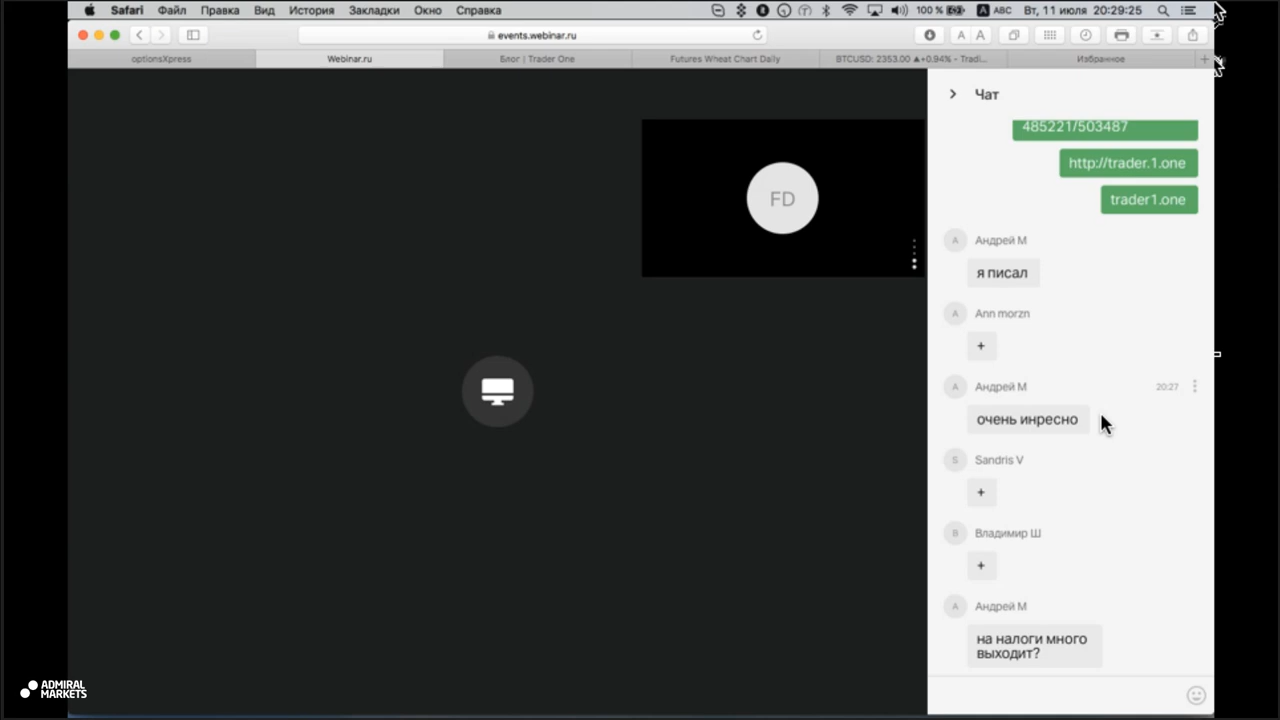 Safari Файл Правка Вид История Закладки Окно Справка 100 % A ABC Вт, 11 июля 20:29:25
events.webinar.ru A A
optionsXpress Webinar.ru Блог | Trader One Futures Wheat Chart Daily BTCUSD: 2353.00 ▲+0.94% - Tradi... Избранное +
Чат
485221/503487
http://trader.1.one
trader1.one
FD
A Андрей М
я писал
A Ann morzn
+
A Андрей М 20:27
очень инресно
S Sandris V
+
В Владимир Ш
+
A Андрей М
на налоги много
выходит?
ADMIRAL
MARKETS